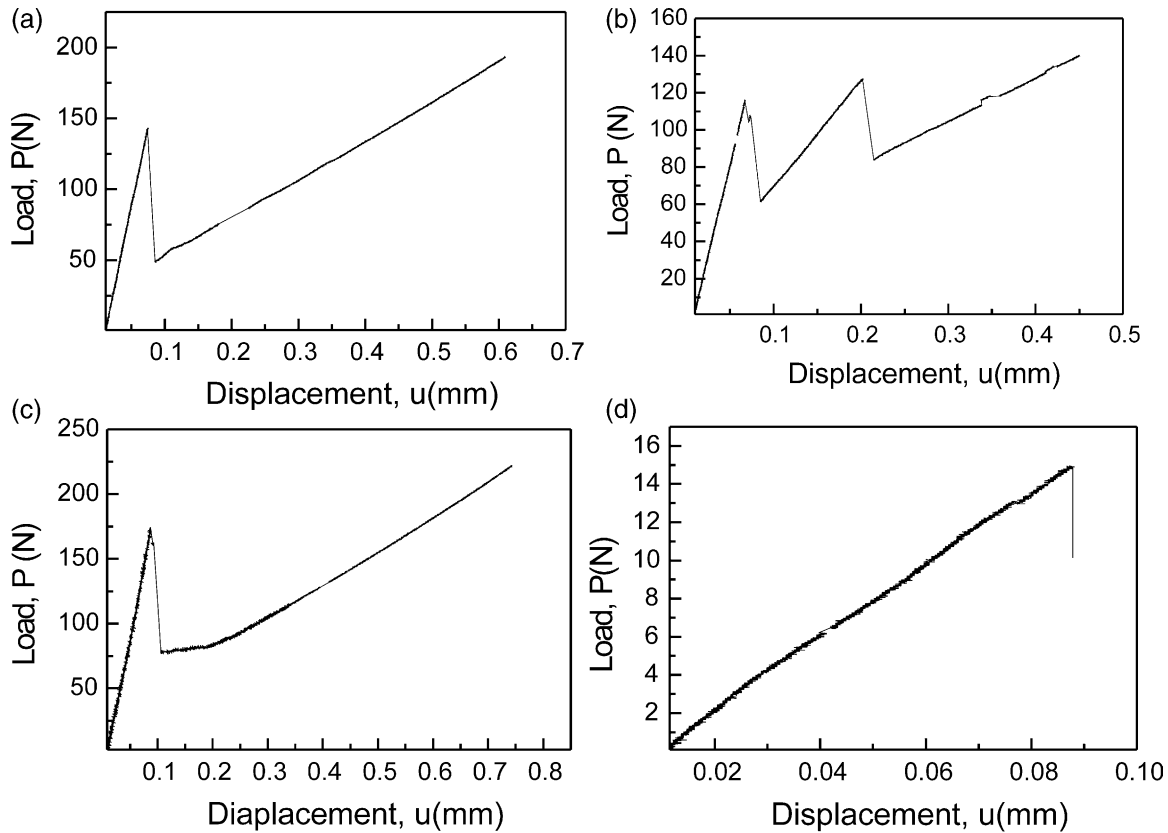 (a)
200
150
100
50
Load, P(N)
0.1 0.2 0.3 0.4 0.5 0.6 0.7
Displacement, u(mm)
(b)
160
140
120
100
80
60
40
20
Load, P (N)
0.1 0.2 0.3 0.4 0.5
Displacement, u(mm)
(c)
250
200
150
100
50
Load, P (N)
0.1 0.2 0.3 0.4 0.5 0.6 0.7 0.8
Diaplacement, u(mm)
(d)
16
14
12
10
8
6
4
2
Load, P(N)
0.02 0.04 0.06 0.08 0.10
Displacement, u(mm)